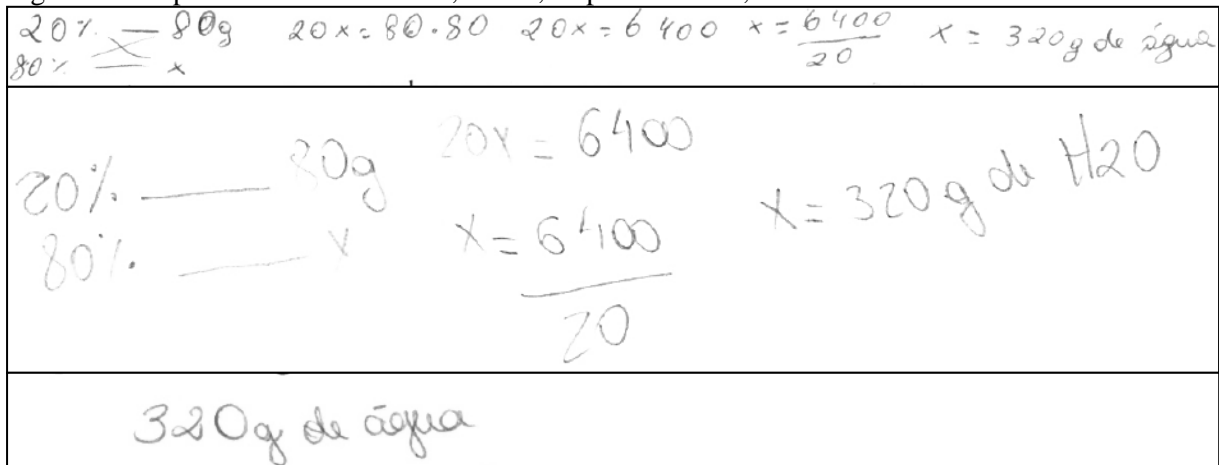 20% — 80g 20x = 80.80 20x = 6400 x = 6400/20 x = 320g de água
80% — x
20% — 80g 20x = 6400 x = 320g de H2O
80% — x x = 6400/20
320g de água